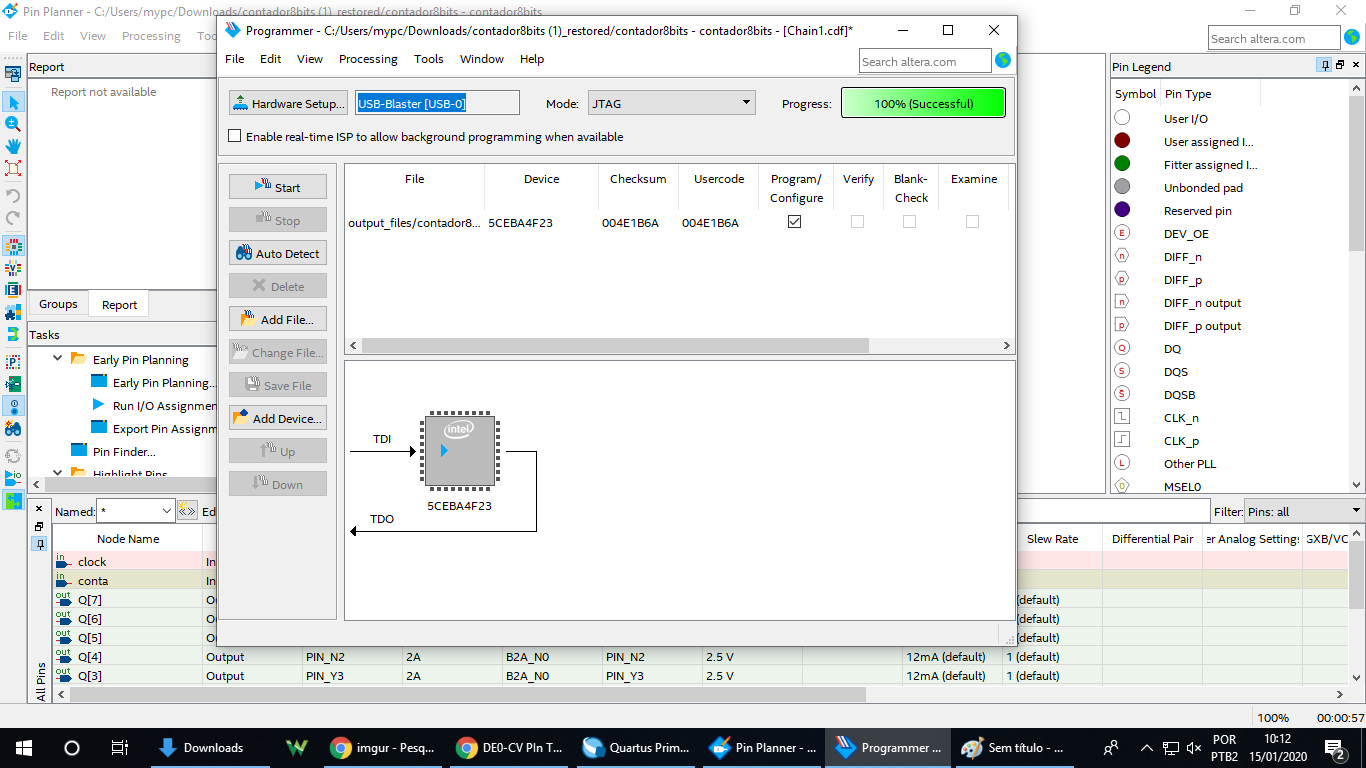 Pin Planner - C:/Users/mypc/Downloads/contador8bits (1)_restored/contador8bits - contador8bits
File Edit View Processing
Search altera.com
Report
Report not available
Groups Report
Tasks
Early Pin Planning
Early Pin Planning...
Run I/O Assignmen
Export Pin Assignm
Pin Finder...
Highlight Pins
Programmer - C:/Users/mypc/Downloads/contador8bits (1)_restored/contador8bits - contador8bits - [Chain1.cdf]*
File Edit View Processing Tools Window Help
Search altera.com
Hardware Setup... USB-Blaster [USB-0] Mode: JTAG Progress: 100% (Successful)
Enable real-time ISP to allow background programming when available
Start
Stop
Auto Detect
Delete
Add File...
Change File...
Save File
Add Device...
Up
Down
File Device Checksum Usercode Program/ Verify Blank- Examine
Configure Check
output_files/contador8... 5CEBA4F23 004E1B6A 004E1B6A
TDI
intel
5CEBA4F23
TDO
Pin Legend
Symbol Pin Type
User I/O
User assigned I...
Fitter assigned I...
Unbonded pad
Reserved pin
E DEV_OE
n DIFF_n
p DIFF_p
n DIFF_n output
p DIFF_p output
Q DQ
S DQS
S DQSB
CLK_n
CLK_p
L Other PLL
0 MSEL0
Named: * Ed Filter: Pins: all
Node Name Slew Rate Differential Pair er Analog Settings GXB/VC
in clock In
in conta In
out Q[7] O (default)
out Q[6] O (default)
out Q[5] O (default)
out Q[4] Output PIN_N2 2A B2A_N0 PIN_N2 2.5 V 12mA (default) 1 (default)
out Q[3] Output PIN_Y3 2A B2A_N0 PIN_Y3 2.5 V 12mA (default) 1 (default)
All Pins
100% 00:00:57
Downloads imgur - Pesq... DE0-CV PIn T... Quartus Prim... Pin Planner - ... Programmer ... Sem título - ...
POR 10:12
PTB2 15/01/2020 2